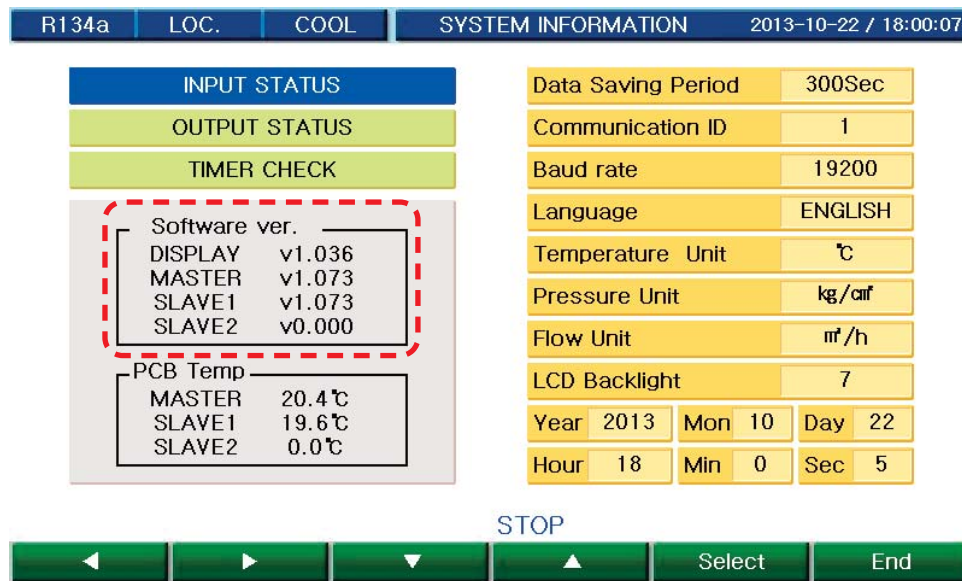 R134a LOC. COOL SYSTEM INFORMATION 2013-10-22 / 18:00:07
INPUT STATUS
OUTPUT STATUS
TIMER CHECK
Software ver.
DISPLAY v1.036
MASTER v1.073
SLAVE1 v1.073
SLAVE2 v0.000
PCB Temp
MASTER 20.4℃
SLAVE1 19.6℃
SLAVE2 0.0℃
Data Saving Period 300Sec
Communication ID 1
Baud rate 19200
Language ENGLISH
Temperature Unit ℃
Pressure Unit kg/㎠
Flow Unit ㎥/h
LCD Backlight 7
Year 2013 Mon 10 Day 22
Hour 18 Min 0 Sec 5
STOP
◀ ▶ ▼ ▲ Select End